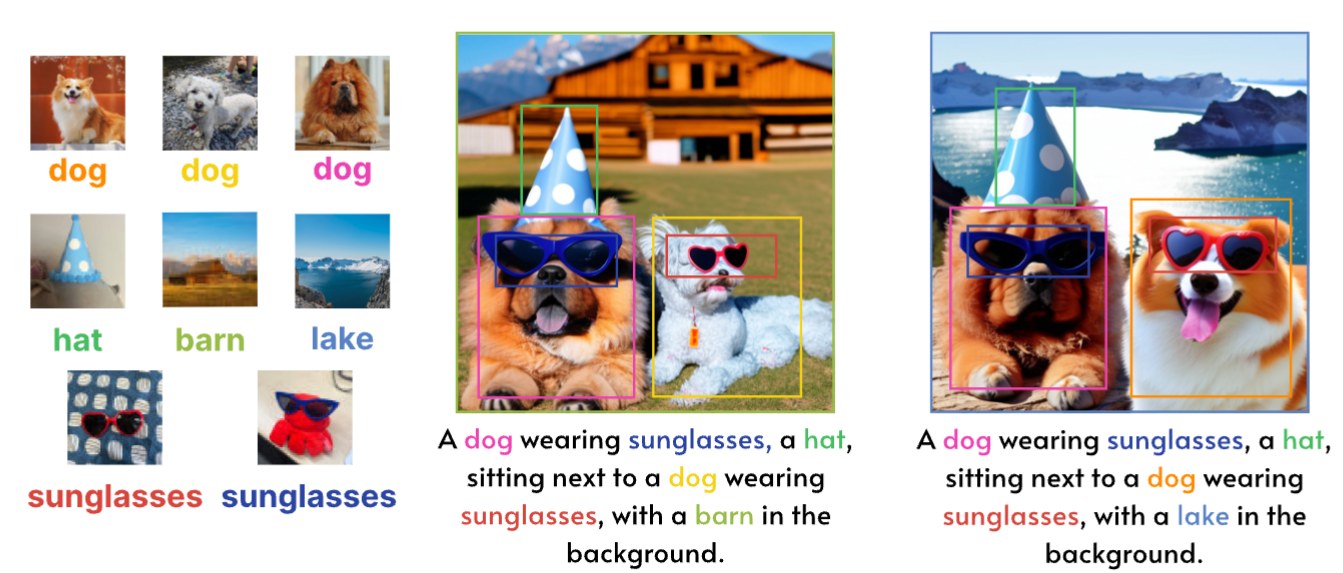 dog
dog
dog
hat
barn
lake
sunglasses
sunglasses
A dog wearing sunglasses, a hat,
sitting next to a dog wearing
sunglasses, with a barn in the
background.
A dog wearing sunglasses, a hat,
sitting next to a dog wearing
sunglasses, with a lake in the
background.